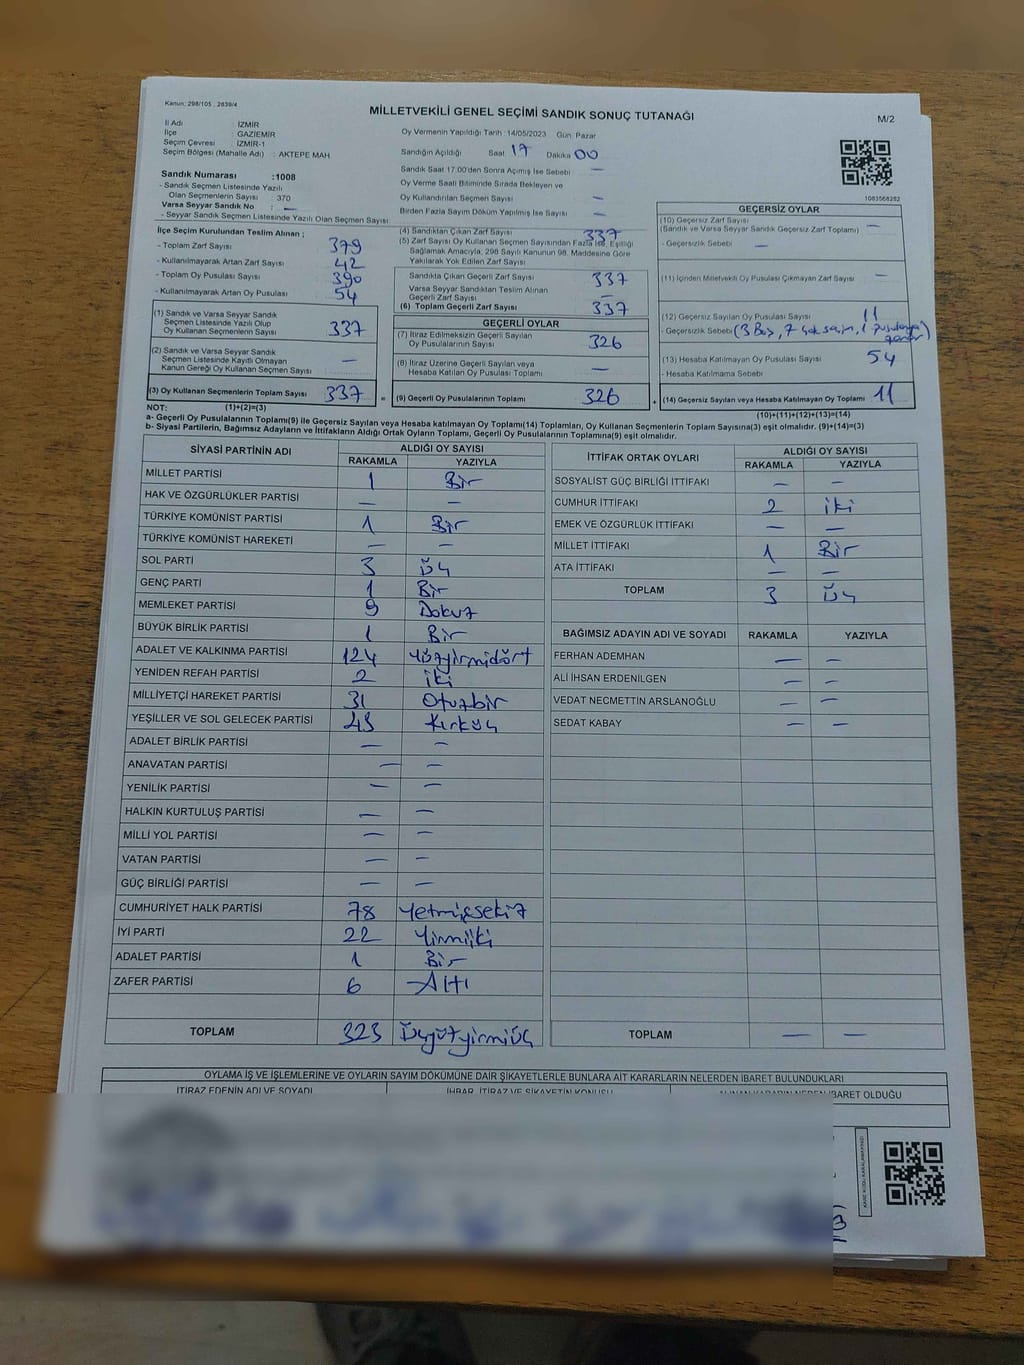 Kanun: 298/105 , 2839/4
MİLLETVEKİLİ GENEL SEÇİMİ SANDIK SONUÇ TUTANAĞI
M/2
İl Adı : İZMİR
İlçe : GAZİEMİR
Seçim Çevresi : İZMİR-1
Seçim Bölgesi (Mahalle Adı) : AKTEPE MAH.
Oy Vermenin Yapıldığı Tarih : 14/05/2023 Gün Pazar
Sandığın Açıldığı Saat 17 Dakika 00
Sandık Saat 17.00'den Sonra Açılmış İse Sebebi —
Oy Verme Saati Bitiminde Sırada Bekleyen ve
Oy Kullandırılan Seçmen Sayısı —
Birden Fazla Sayım Döküm Yapılmış İse Sayısı —
Sandık Numarası :1008
- Sandık Seçmen Listesinde Yazılı
Olan Seçmenlerin Sayısı : 370
Varsa Seyyar Sandık No : —
- Seyyar Sandık Seçmen Listesinde Yazılı Olan Seçmen Sayısı:
1083568282
İlçe Seçim Kurulundan Teslim Alınan ;
- Toplam Zarf Sayısı 379
- Kullanılmayarak Artan Zarf Sayısı 42
- Toplam Oy Pusulası Sayısı 390
- Kullanılmayarak Artan Oy Pusulası 54
(1) Sandık ve Varsa Seyyar Sandık
Seçmen Listesinde Yazılı Olup
Oy Kullanan Seçmenlerin Sayısı 337
(2) Sandık ve Varsa Seyyar Sandık
Seçmen Listesinde Kayıtlı Olmayan
Kanun Gereği Oy Kullanan Seçmen Sayısı —
(3) Oy Kullanan Seçmenlerin Toplam Sayısı 337 =
(4) Sandıktan Çıkan Zarf Sayısı 337
(5) Zarf Sayısı Oy Kullanan Seçmen Sayısından Fazla İse, Eşitliği
Sağlamak Amacıyla, 298 Sayılı Kanunun 98. Maddesine Göre
Yakılarak Yok Edilen Zarf Sayısı
Sandıkta Çıkan Geçerli Zarf Sayısı 337
Varsa Seyyar Sandıktan Teslim Alınan
Geçerli Zarf Sayısı —
(6) Toplam Geçerli Zarf Sayısı 337
GEÇERLİ OYLAR
(7) İtiraz Edilmeksizin Geçerli Sayılan
Oy Pusulalarının Sayısı 326
(8) İtiraz Üzerine Geçerli Sayılan veya
Hesaba Katılan Oy Pusulası Toplamı —
(9) Geçerli Oy Pusulalarının Toplamı 326 +
GEÇERSİZ OYLAR
(10) Geçersiz Zarf Sayısı
(Sandık ve Varsa Seyyar Sandık Geçersiz Zarf Toplamı) —
- Geçersizlik Sebebi —
(11) İçinden Milletvekili Oy Pusulası Çıkmayan Zarf Sayısı —
(12) Geçersiz Sayılan Oy Pusulası Sayısı 11
- Geçersizlik Sebebi (3 Boş, 7 Çok seçim, 1 pusulaya
(13) Hesaba Katılmayan Oy Pusulası Sayısı 54
- Hesaba Katılmama Sebebi
(14) Geçersiz Sayılan veya Hesaba Katılmayan Oy Toplamı 11
NOT: (1)+(2)=(3)
(10)+(11)+(12)+(13)=(14)
a- Geçerli Oy Pusulalarının Toplamı(9) ile Geçersiz Sayılan veya Hesaba katılmayan Oy Toplamı(14) Toplamları, Oy Kullanan Seçmenlerin Toplam Sayısına(3) eşit olmalıdır. (9)+(14)=(3)
b- Siyasi Partilerin, Bağımsız Adayların ve İttifakların Aldığı Ortak Oyların Toplamı, Geçerli Oy Pusulalarının Toplamına(9) eşit olmalıdır.
SİYASİ PARTİNİN ADI ALDIĞI OY SAYISI
RAKAMLA YAZIYLA
MİLLET PARTİSİ 1 Bir
HAK VE ÖZGÜRLÜKLER PARTİSİ — —
TÜRKİYE KOMÜNİST PARTİSİ 1 Bir
TÜRKİYE KOMÜNİST HAREKETİ — —
SOL PARTİ 3 Üç
GENÇ PARTİ 1 Bir
MEMLEKET PARTİSİ 9 Dokuz
BÜYÜK BİRLİK PARTİSİ 1 Bir
ADALET VE KALKINMA PARTİSİ 124 Yüzyirmidört
YENİDEN REFAH PARTİSİ 2 iki
MİLLİYETÇİ HAREKET PARTİSİ 31 Otuzbir
YEŞİLLER VE SOL GELECEK PARTİSİ 43 Kırküç
ADALET BİRLİK PARTİSİ — —
ANAVATAN PARTİSİ — —
YENİLİK PARTİSİ — —
HALKIN KURTULUŞ PARTİSİ — —
MİLLİ YOL PARTİSİ — —
VATAN PARTİSİ — —
GÜÇ BİRLİĞİ PARTİSİ — —
CUMHURİYET HALK PARTİSİ 78 Yetmişsekiz
İYİ PARTİ 22 Yirmiiki
ADALET PARTİSİ 1 Bir
ZAFER PARTİSİ 6 Altı
TOPLAM 323 Üçyüzyirmiüç
İTTİFAK ORTAK OYLARI ALDIĞI OY SAYISI
RAKAMLA YAZIYLA
SOSYALİST GÜÇ BİRLİĞİ İTTİFAKI — —
CUMHUR İTTİFAKI 2 iki
EMEK VE ÖZGÜRLÜK İTTİFAKI — —
MİLLET İTTİFAKI 1 Bir
ATA İTTİFAKI — —
TOPLAM 3 Üç
BAĞIMSIZ ADAYIN ADI VE SOYADI RAKAMLA YAZIYLA
FERHAN ADEMHAN — —
ALİ İHSAN ERDENİLGEN — —
VEDAT NECMETTİN ARSLANOĞLU — —
SEDAT KABAY — —
TOPLAM — —
OYLAMA İŞ VE İŞLEMLERİNE VE OYLARIN SAYIM DÖKÜMÜNE DAİR ŞİKAYETLERLE BUNLARA AİT KARARLARIN NELERDEN İBARET BULUNDUKLARI
İTİRAZ EDENİN ADI VE SOYADI İHBAR, İTİRAZ VE ŞİKAYETİN KONUSU ALINAN KARARIN NEDEN İBARET OLDUĞU